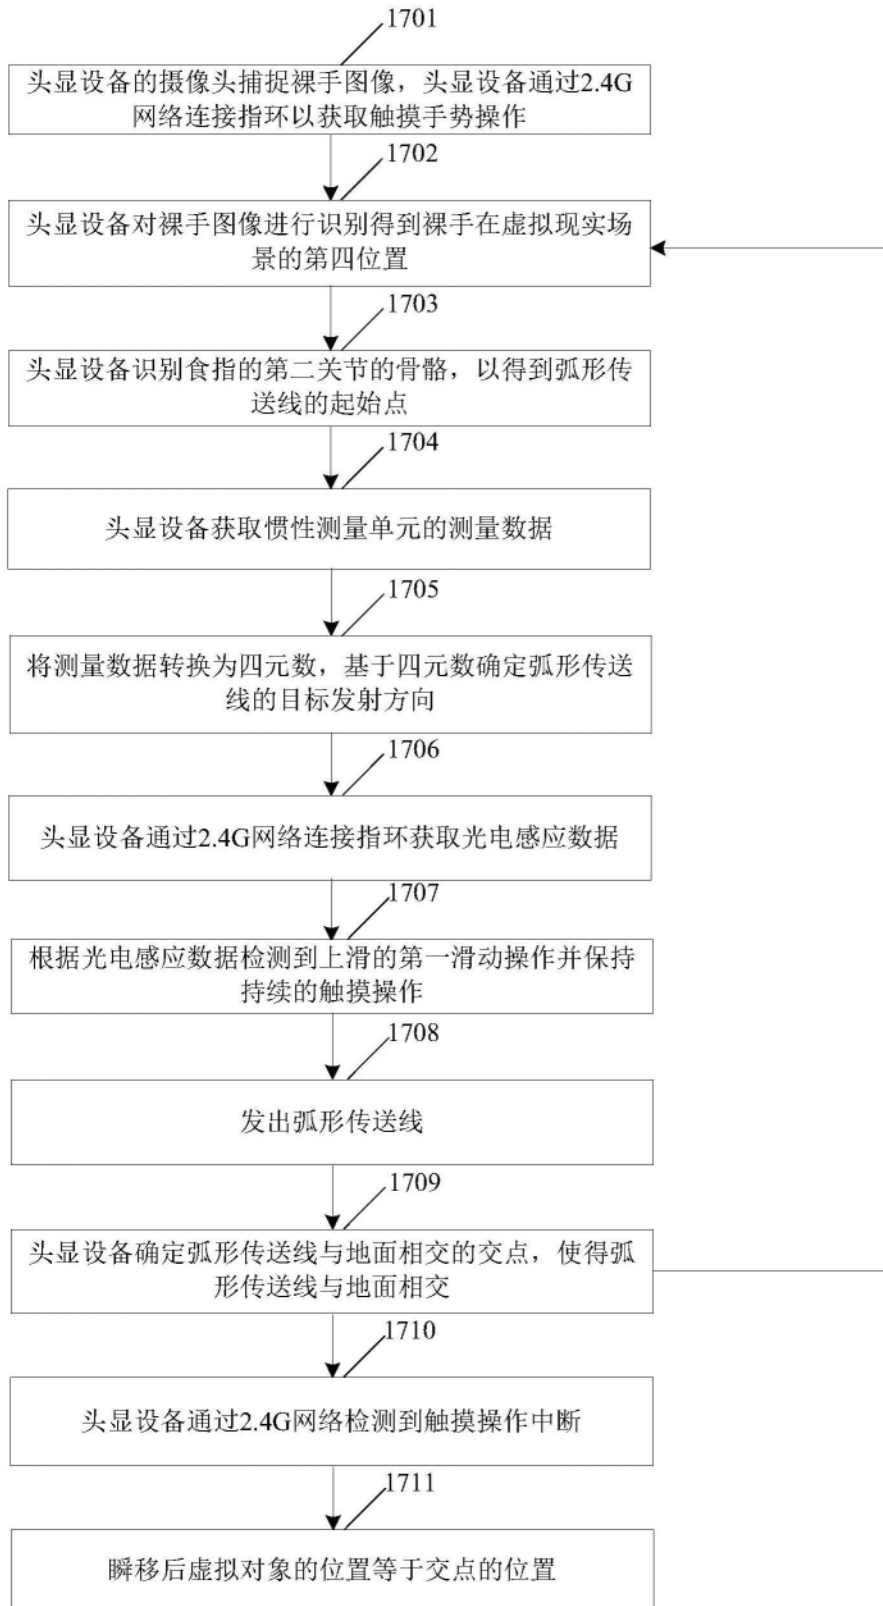 1701
头显设备的摄像头捕捉裸手图像，头显设备通过2.4G
网络连接指环以获取触摸手势操作
1702
头显设备对裸手图像进行识别得到裸手在虚拟现实场
景的第四位置
1703
头显设备识别食指的第二关节的骨骼，以得到弧形传
送线的起始点
1704
头显设备获取惯性测量单元的测量数据
1705
将测量数据转换为四元数，基于四元数确定弧形传送
线的目标发射方向
1706
头显设备通过2.4G网络连接指环获取光电感应数据
1707
根据光电感应数据检测到上滑的第一滑动操作并保持
持续的触摸操作
1708
发出弧形传送线
1709
头显设备确定弧形传送线与地面相交的交点，使得弧
形传送线与地面相交
1710
头显设备通过2.4G网络检测到触摸操作中断
1711
瞬移后虚拟对象的位置等于交点的位置